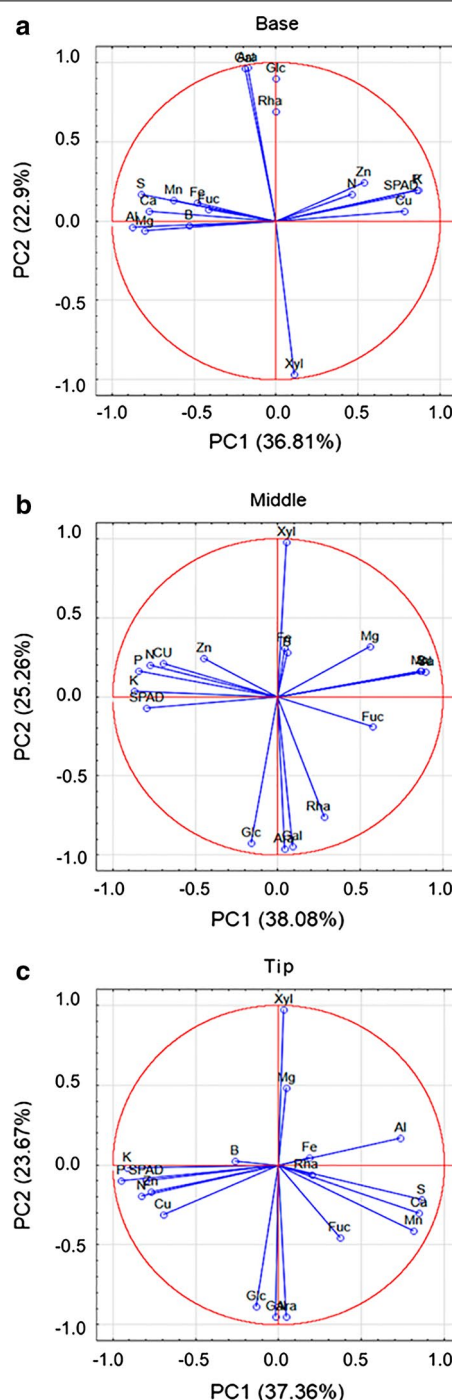 a
Base
1.0
Glc
Rha
0.5
S
Mn
Fe
Fuc
Ca
Al
Mg
B
Zn
N
SPAD
Cu
0.0
-0.5
Xyl
-1.0
PC2 (22.9%)
-1.0 -0.5 0.0 0.5 1.0
PC1 (36.81%)
b
Middle
1.0
Xyl
0.5
P
N
CU
Zn
Fe
Mg
K
SPAD
0.0
Fuc
-0.5
Rha
Glc
Gal
-1.0
PC2 (25.26%)
-1.0 -0.5 0.0 0.5 1.0
PC1 (38.08%)
c
Tip
1.0
Xyl
Mg
0.5
Al
B
Fe
K
P
SPAD
Rha
0.0
N
Zn
Cu
S
Ca
Mn
Fuc
-0.5
Glc
-1.0
PC2 (23.67%)
-1.0 -0.5 0.0 0.5 1.0
PC1 (37.36%)